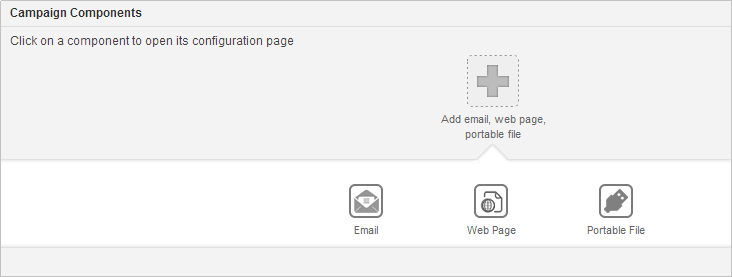 Campaign Components
Click on a component to open its configuration page
Add email, web page,
portable file
Email
Web Page
Portable File